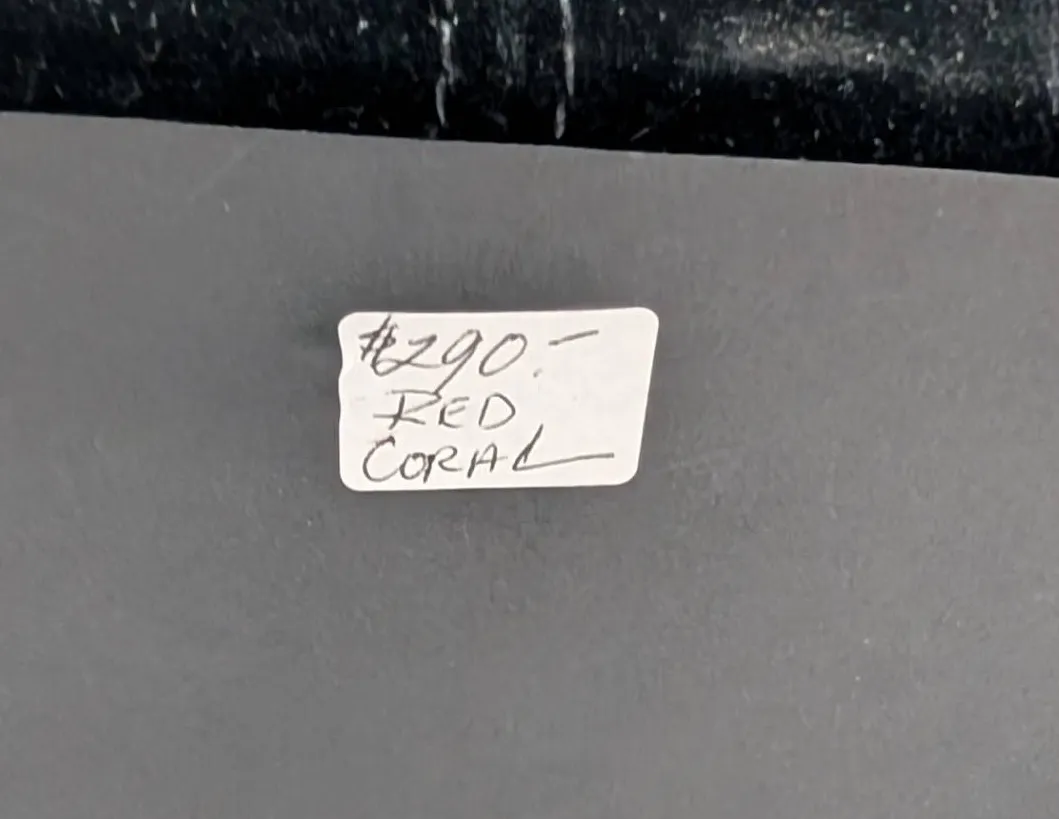 $290.-
RED
CORAL